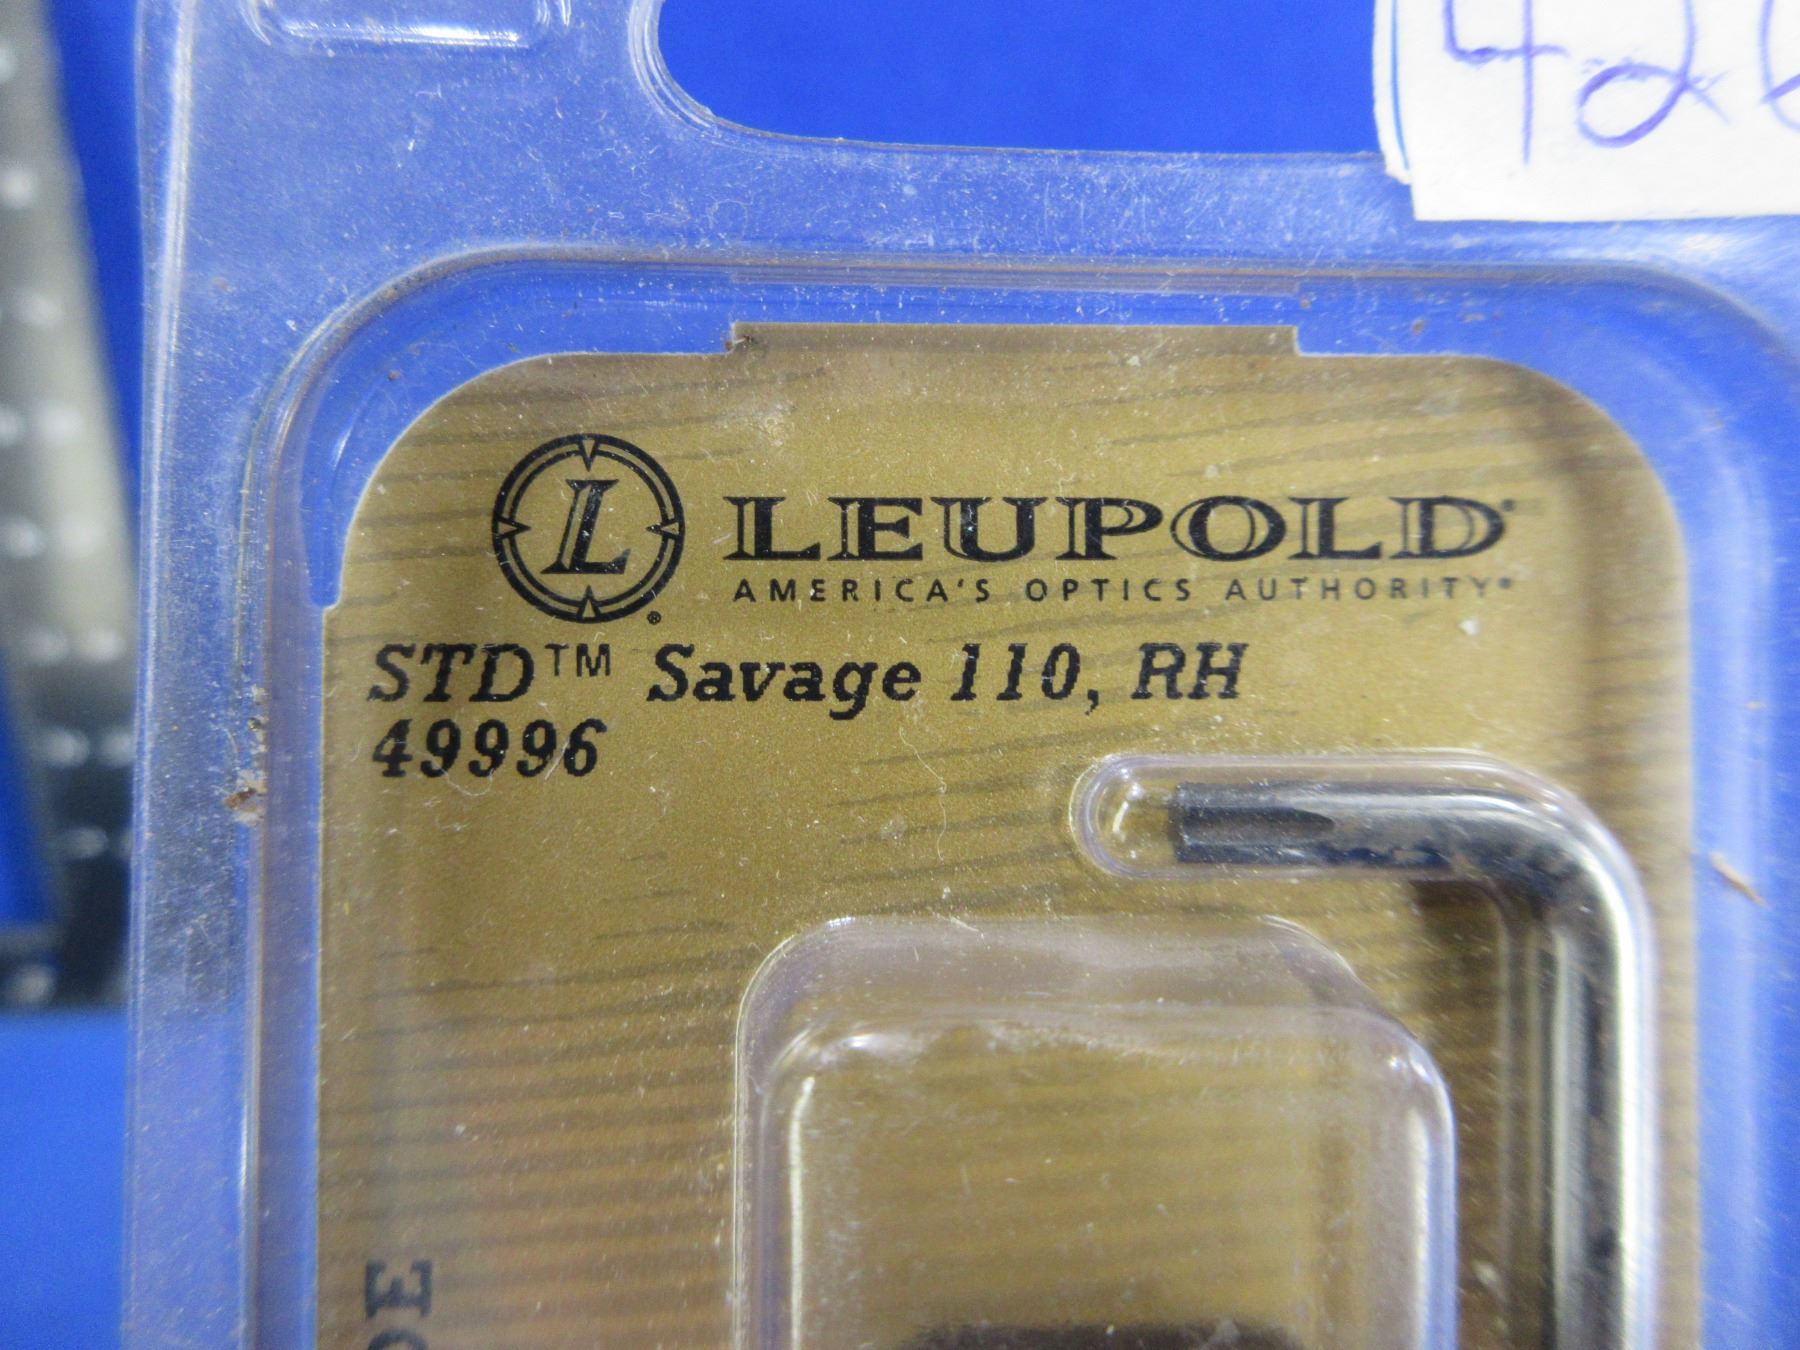 L®
LEUPOLD®
AMERICA'S OPTICS AUTHORITY®
STD™ Savage 110, RH
49996